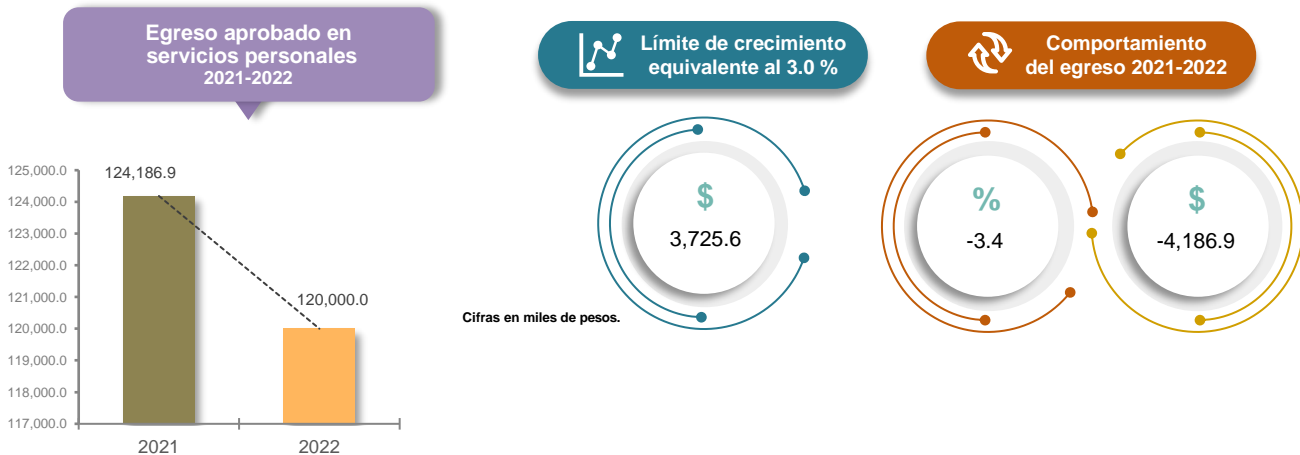 Egreso aprobado en
servicios personales
2021-2022
Límite de crecimiento
equivalente al 3.0 %
Comportamiento
del egreso 2021-2022
125,000.0
124,000.0
123,000.0
122,000.0
121,000.0
120,000.0
119,000.0
118,000.0
117,000.0
124,186.9
120,000.0
2021
2022
$
3,725.6
%
-3.4
$
-4,186.9
Cifras en miles de pesos.